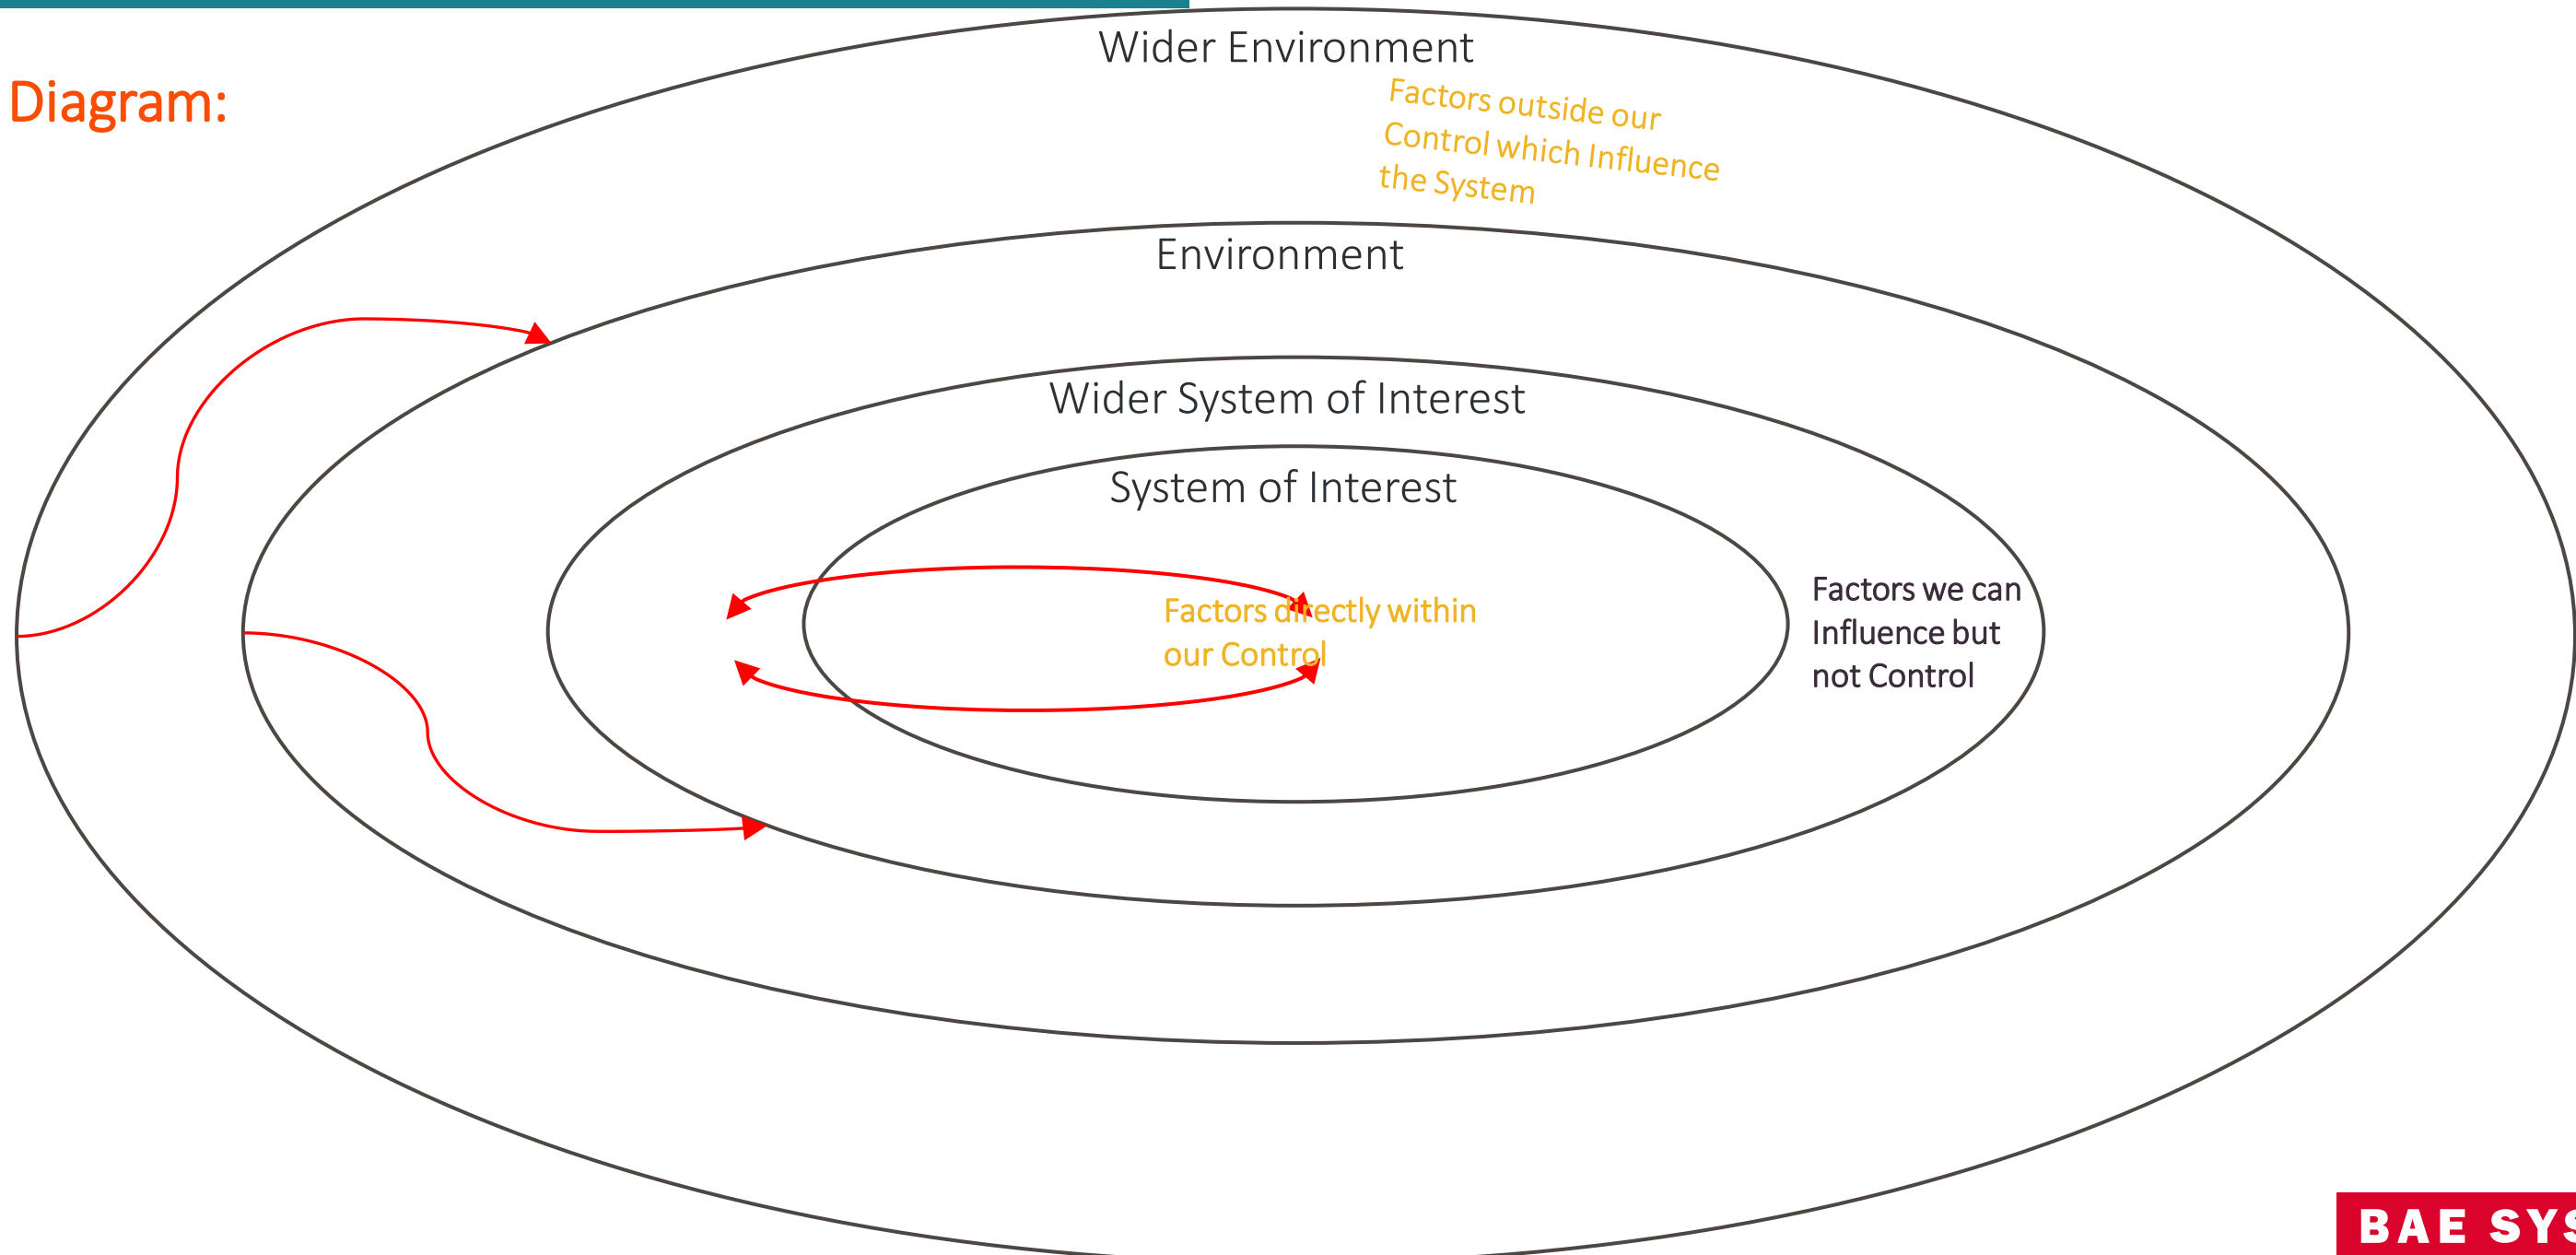 Wider Environment
Diagram:
Factors outside our
Control which Influence
the System
Environment
Wider System of Interest
System of Interest
Factors directly within
our Control
Factors we can
Influence but
not Control
BAE SYS